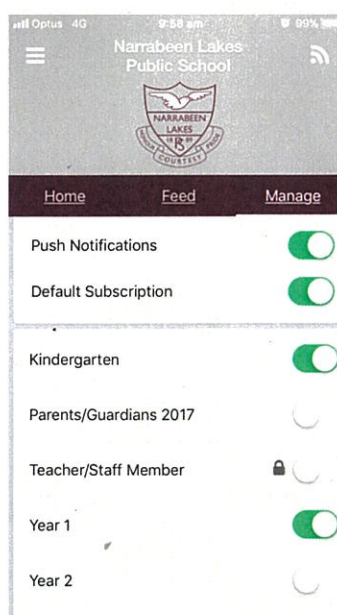 Optus 4G 9:58 am 99%
Narrabeen Lakes
Public School
NARRABEEN
LAKES
COURTESY
Home Feed Manage
Push Notifications
Default Subscription
Kindergarten
Parents/Guardians 2017
Teacher/Staff Member
Year 1
Year 2